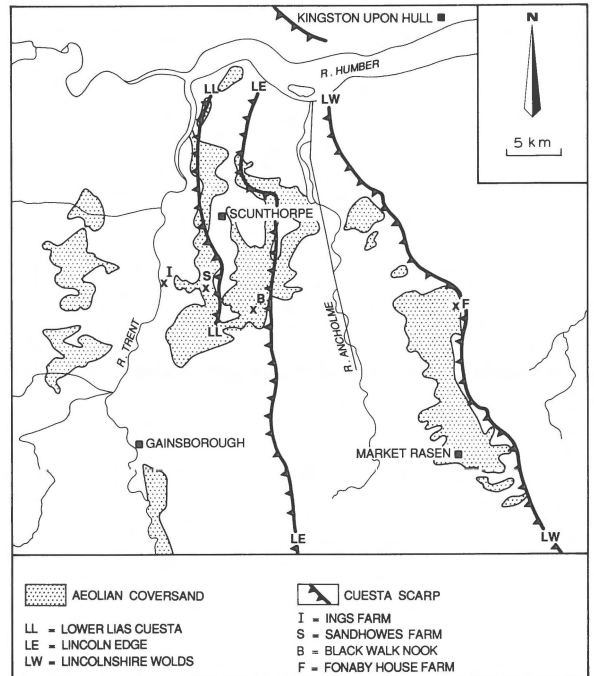 KINGSTON UPON HULL
N
5 km
R. HUMBER
LL
LE
LW
SCUNTHORPE
I
x
S
x
B
x
x F
LL
R. TRENT
R. ANCHOLME
GAINSBOROUGH
MARKET RASEN
LE
LW
AEOLIAN COVERSAND
LL = LOWER LIAS CUESTA
LE = LINCOLN EDGE
LW = LINCOLNSHIRE WOLDS
CUESTA SCARP
I = INGS FARM
S = SANDHOWES FARM
B = BLACK WALK NOOK
F = FONABY HOUSE FARM